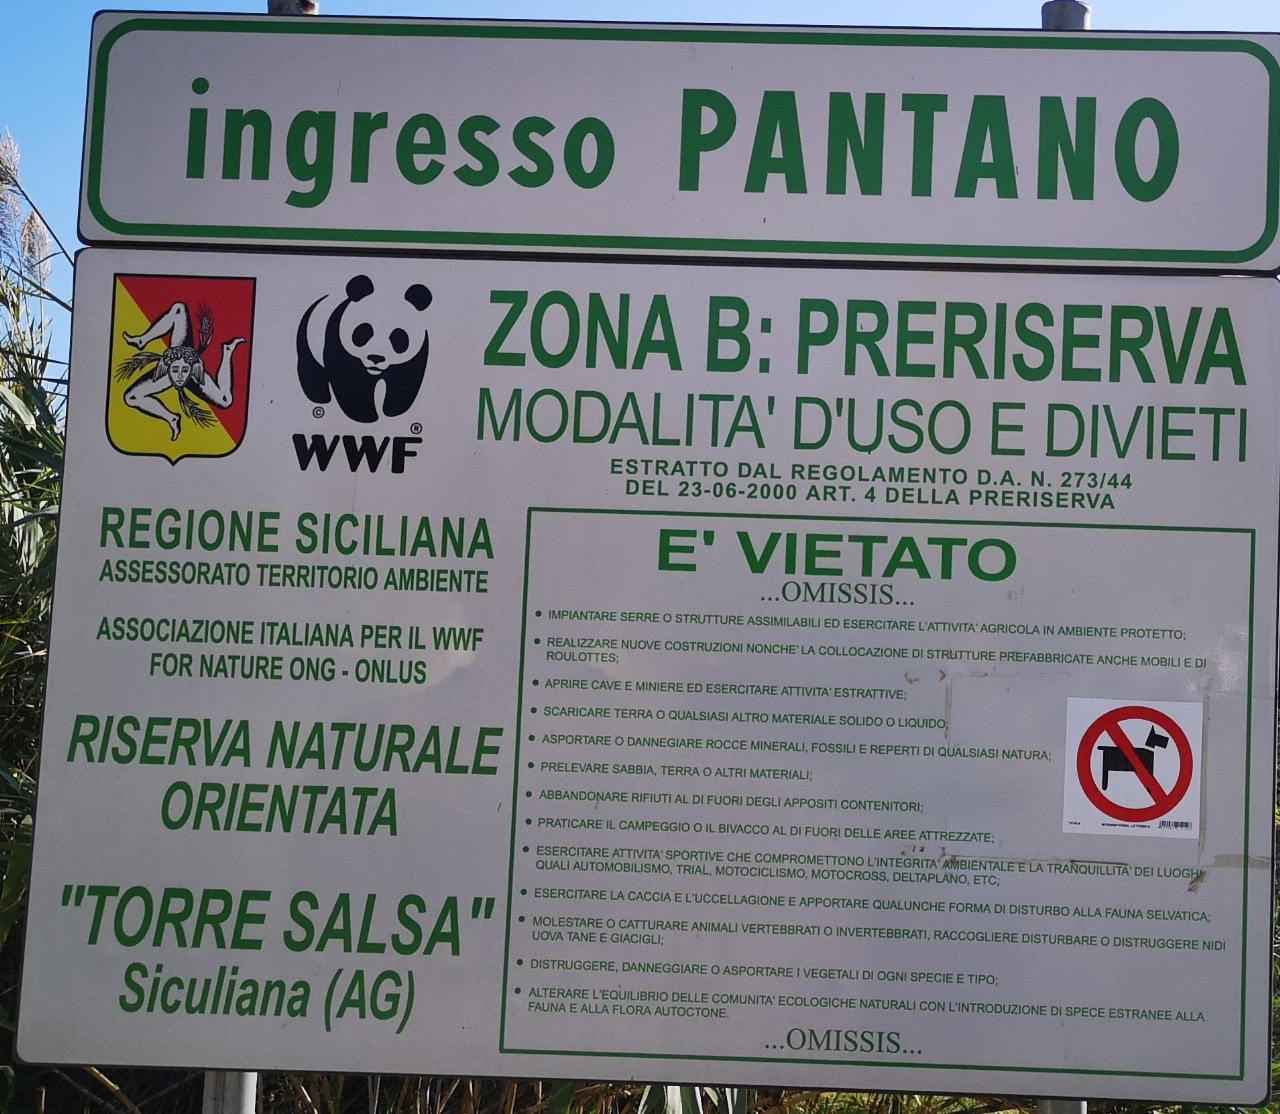 ingresso PANTANO
© WWF ®
ZONA B: PRERISERVA
MODALITA' D'USO E DIVIETI
ESTRATTO DAL REGOLAMENTO D.A. N. 273/44
DEL 23-06-2000 ART. 4 DELLA PRERISERVA
REGIONE SICILIANA
ASSESSORATO TERRITORIO AMBIENTE
ASSOCIAZIONE ITALIANA PER IL WWF
FOR NATURE ONG - ONLUS
RISERVA NATURALE
ORIENTATA
"TORRE SALSA"
Siculiana (AG)
E' VIETATO
...OMISSIS...
• IMPIANTARE SERRE O STRUTTURE ASSIMILABILI ED ESERCITARE L'ATTIVITA' AGRICOLA IN AMBIENTE PROTETTO;
• REALIZZARE NUOVE COSTRUZIONI NONCHE' LA COLLOCAZIONE DI STRUTTURE PREFABBRICATE ANCHE MOBILI E DI
ROULOTTES;
• APRIRE CAVE E MINIERE ED ESERCITARE ATTIVITA' ESTRATTIVE;
• SCARICARE TERRA O QUALSIASI ALTRO MATERIALE SOLIDO O LIQUIDO;
• ASPORTARE O DANNEGIARE ROCCE MINERALI, FOSSILI E REPERTI DI QUALSIASI NATURA;
• PRELEVARE SABBIA, TERRA O ALTRI MATERIALI;
• ABBANDONARE RIFIUTI AL DI FUORI DEGLI APPOSITI CONTENITORI;
• PRATICARE IL CAMPEGGIO O IL BIVACCO AL DI FUORI DELLE AREE ATTREZZATE;
• ESERCITARE ATTIVITA' SPORTIVE CHE COMPROMETTONO L'INTEGRITA' AMBIENTALE E LA TRANQUILLITA' DEI LUOGHI
QUALI AUTOMOBILISMO, TRIAL, MOTOCICLISMO, MOTOCROSS, DELTAPLANO, ETC;
• ESERCITARE LA CACCIA E L'UCCELLAGIONE E APPORTARE QUALUNCHE FORMA DI DISTURBO ALLA FAUNA SELVATICA;
• MOLESTARE O CATTURARE ANIMALI VERTEBBRATI O INVERTEBBRATI, RACCOGLIERE DISTURBARE O DISTRUGGERE NIDI
UOVA TANE E GIACIGLI;
• DISTRUGGERE, DANNEGGIARE O ASPORTARE I VEGETALI DI OGNI SPECIE E TIPO;
• ALTERARE L'EQUILIBRIO DELLE COMUNITA' ECOLOGICHE NATURALI CON L'INTRODUZIONE DI SPECE ESTRANEE ALLA
FAUNA E ALLA FLORA AUTOCTONE.
...OMISSIS...